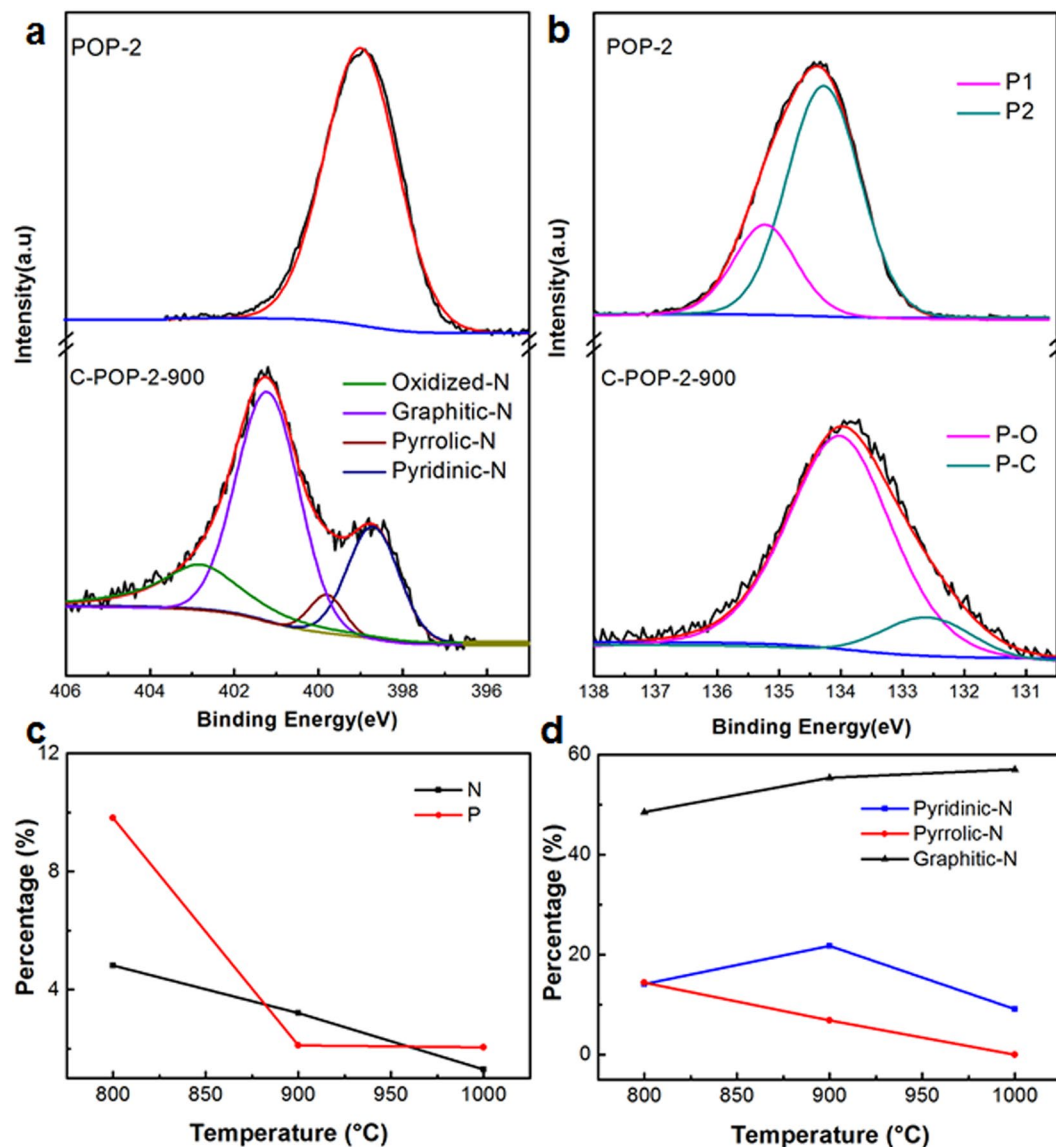 a
POP-2
C-POP-2-900
Oxidized-N
Graphitic-N
Pyrrolic-N
Pyridinic-N
Intensity(a.u)
406 404 402 400 398 396
Binding Energy(eV)
b
POP-2
P1
P2
C-POP-2-900
P-O
P-C
Intensity(a.u)
138 137 136 135 134 133 132 131
Binding Energy(eV)
c
N
P
12
8
4
Percentage (%)
800 850 900 950 1000
Temperature (°C)
d
Pyridinic-N
Pyrrolic-N
Graphitic-N
60
40
20
0
Percentage (%)
800 850 900 950 1000
Temperature (°C)